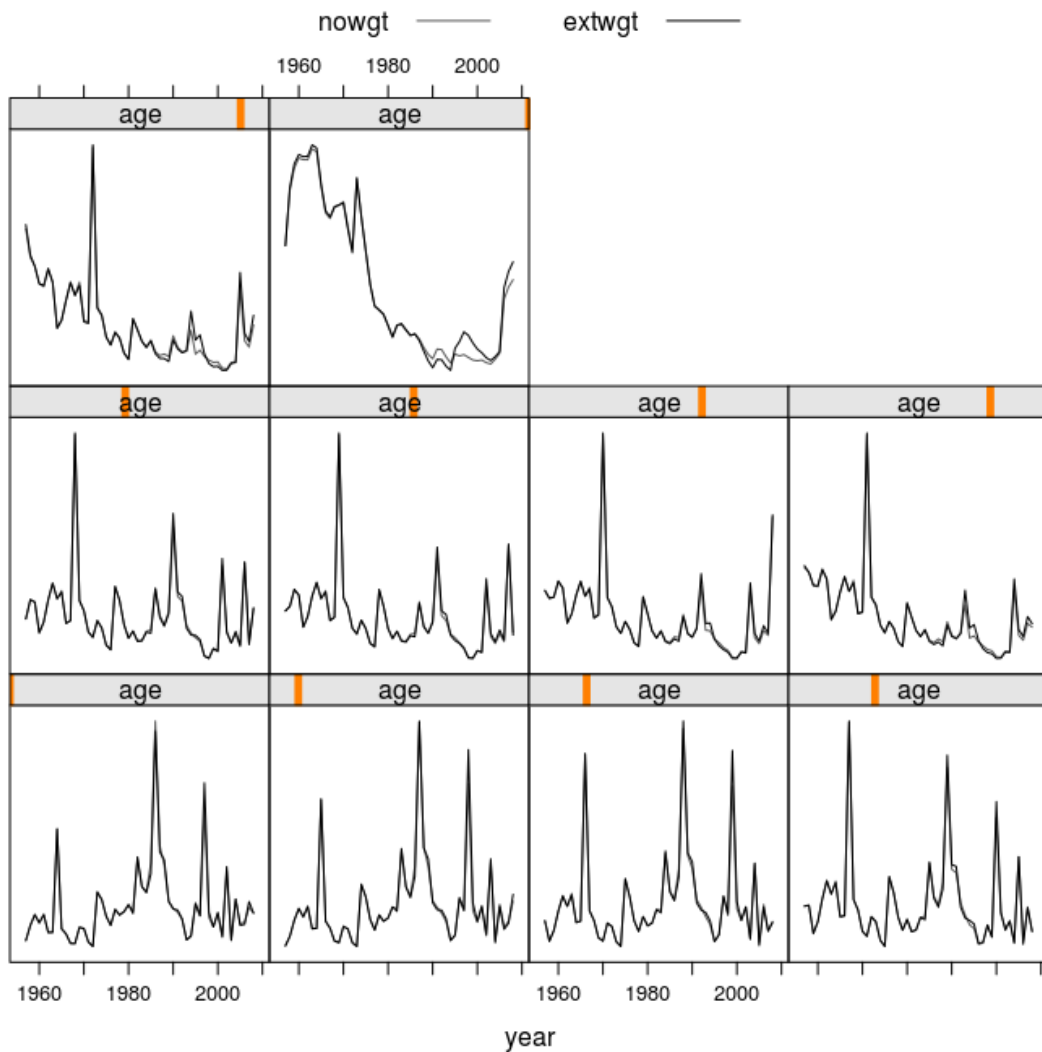 nowgt extwgt
1960 1980 2000
age age
age age age age
age age age age
1960 1980 2000 1960 1980 2000
year